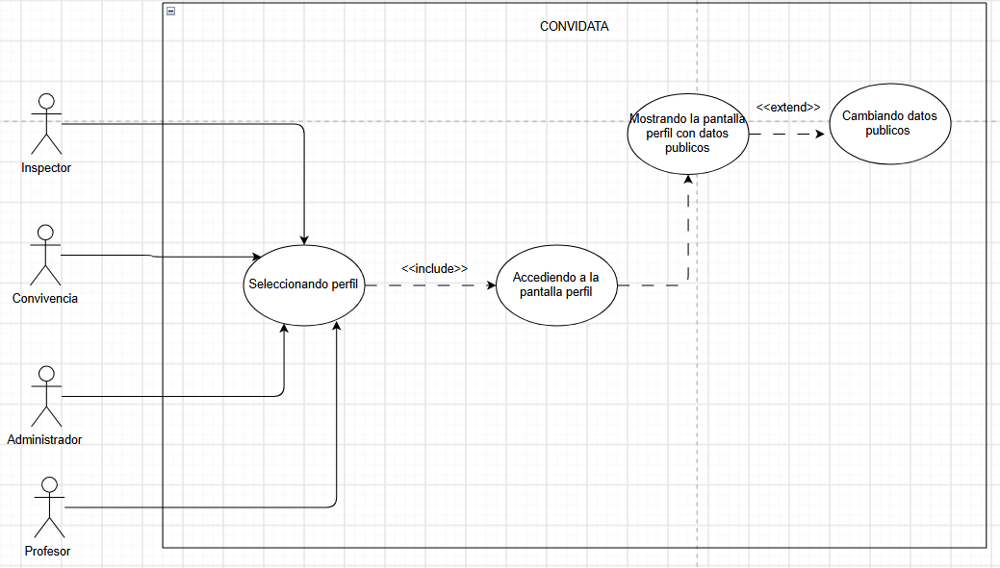 CONVIDATA
Inspector
Convivencia
Administrador
Profesor
Seleccionando perfil
<<include>>
Accediendo a la
pantalla perfil
Mostrando la pantalla
perfil con datos
publicos
<<extend>>
Cambiando datos
publicos